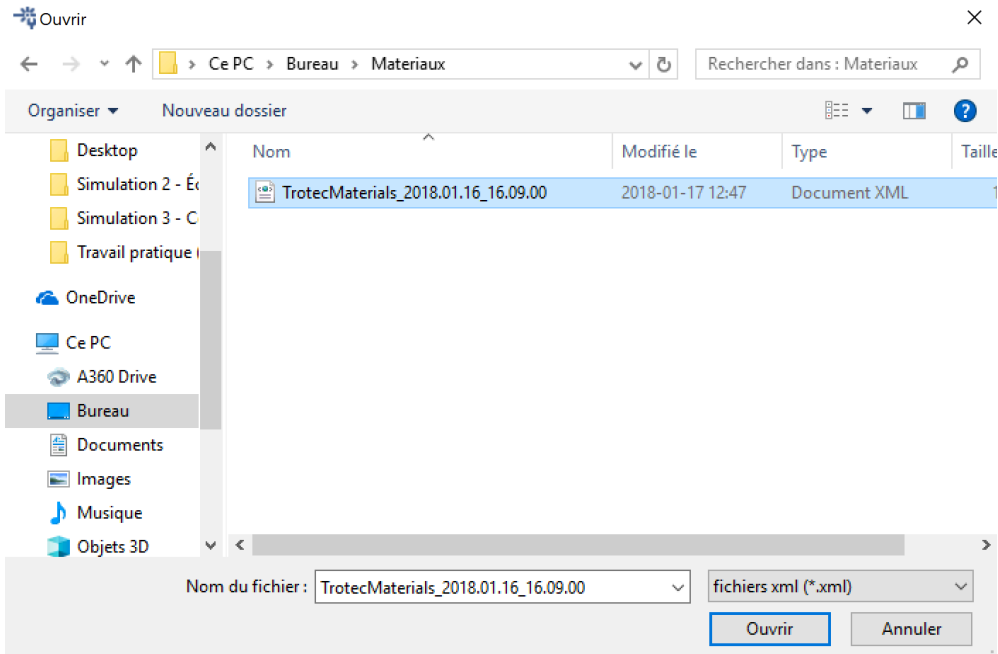 Ouvrir
Ce PC > Bureau > Materiaux
Rechercher dans : Materiaux
Organiser
Nouveau dossier
?
Desktop
Simulation 2 - Éc
Simulation 3 - C
Travail pratique (
OneDrive
Ce PC
A360 Drive
Bureau
Documents
Images
Musique
Objets 3D
Nom Modifié le Type Taille
TrotecMaterials_2018.01.16_16.09.00 2018-01-17 12:47 Document XML 1
Nom du fichier : TrotecMaterials_2018.01.16_16.09.00 fichiers xml (*.xml)
Ouvrir Annuler